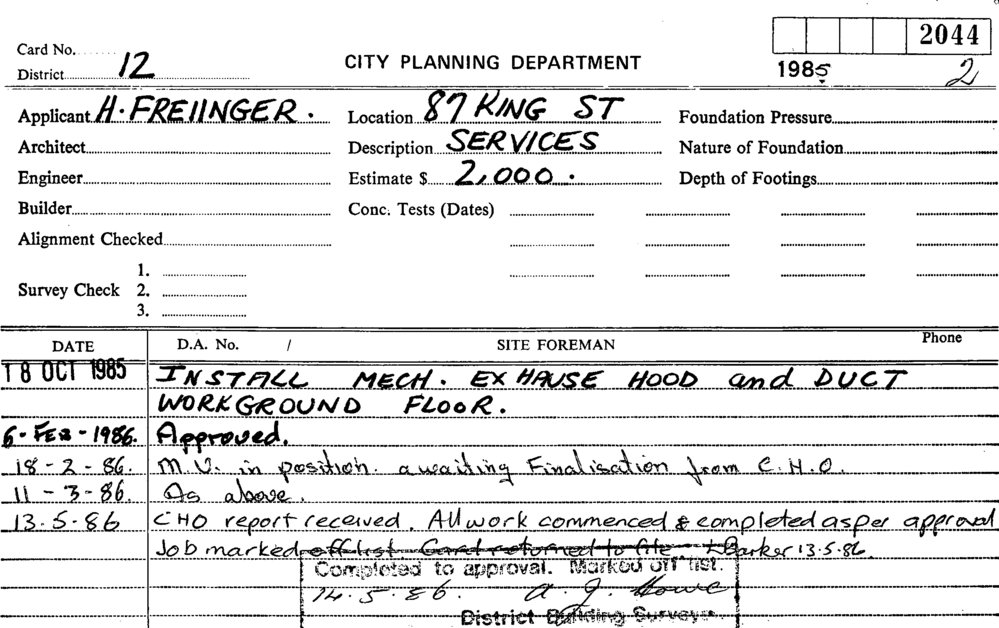 2044
Card No.
District 12
CITY PLANNING DEPARTMENT
1985
2
Applicant H. FREIINGER. Location 87 KING ST Foundation Pressure
Architect Description SERVICES Nature of Foundation
Engineer Estimate $ 2,000. Depth of Footings
Builder Conc. Tests (Dates)
Alignment Checked
1.
Survey Check 2.
3.
DATE D.A. No. / SITE FOREMAN Phone
18 OCT 1985 INSTALL MECH. EXHAUSE HOOD and DUCT
WORKGROUND FLOOR.
6-FEB-1986. Approved.
18-2-86. M.V. in position. awaiting Finalisation from C.H.O.
11-3-86. As above.
13.5.86 CHO report received. All work commenced & completed as per approval
Job marked off list Card returned to file Barker 13.5.86.
Completed to approval. Marked off list.
14.5.86. A. J. Howe
District Building Surveyor